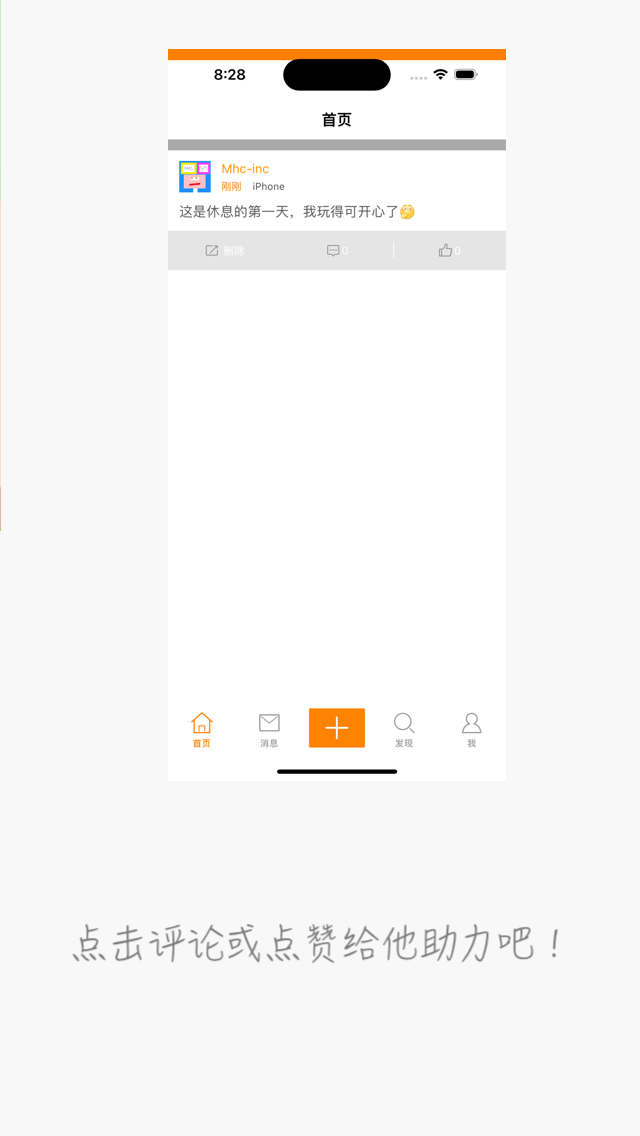 8:28
首页
Mhc-inc
刚刚 iPhone
这是休息的第一天，我玩得可开心了🤔
删除 0 0
首页 消息 发现 我
点击评论或点赞给他助力吧！